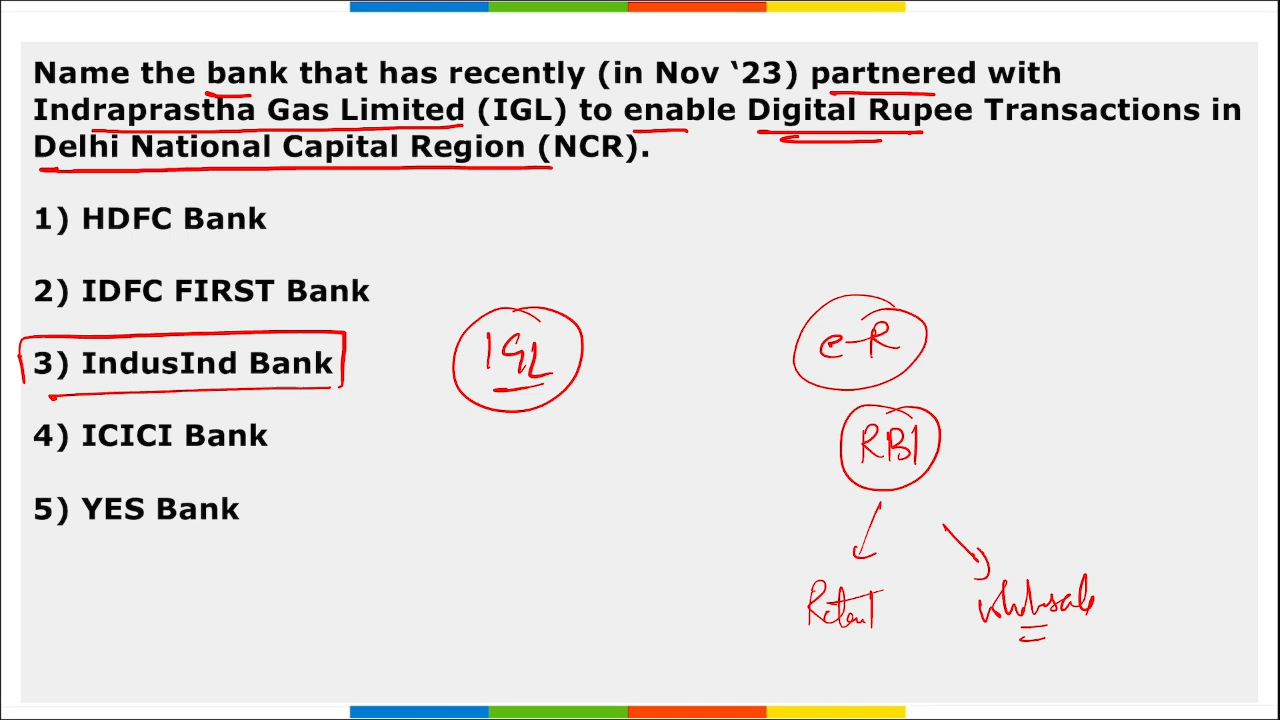 Name the bank that has recently (in Nov ‘23) partnered with
Indraprastha Gas Limited (IGL) to enable Digital Rupee Transactions in
Delhi National Capital Region (NCR).
1) HDFC Bank
2) IDFC FIRST Bank
3) IndusInd Bank
4) ICICI Bank
5) YES Bank
IGL
e-R
RBI
wholesale